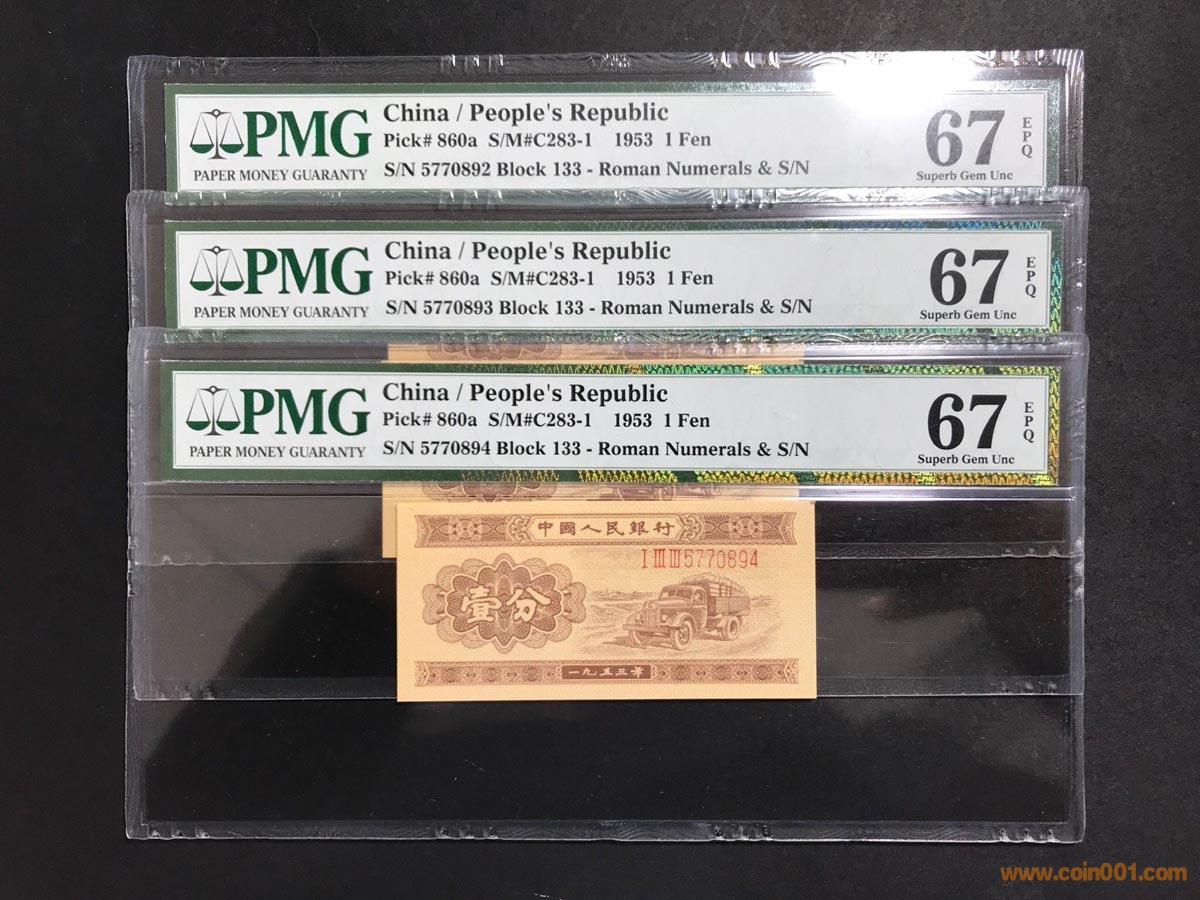 PMG
PAPER MONEY GUARANTY
China / People's Republic
Pick# 860a S/M#C283-1 1953 1 Fen
S/N 5770892 Block 133 - Roman Numerals & S/N
67
EPQ
Superb Gem Unc
PMG
PAPER MONEY GUARANTY
China / People's Republic
Pick# 860a S/M#C283-1 1953 1 Fen
S/N 5770893 Block 133 - Roman Numerals & S/N
67
EPQ
Superb Gem Unc
PMG
PAPER MONEY GUARANTY
China / People's Republic
Pick# 860a S/M#C283-1 1953 1 Fen
S/N 5770894 Block 133 - Roman Numerals & S/N
67
EPQ
Superb Gem Unc
中國人民銀行
I III III 5770894
壹分
一九五三年
www.coin001.com